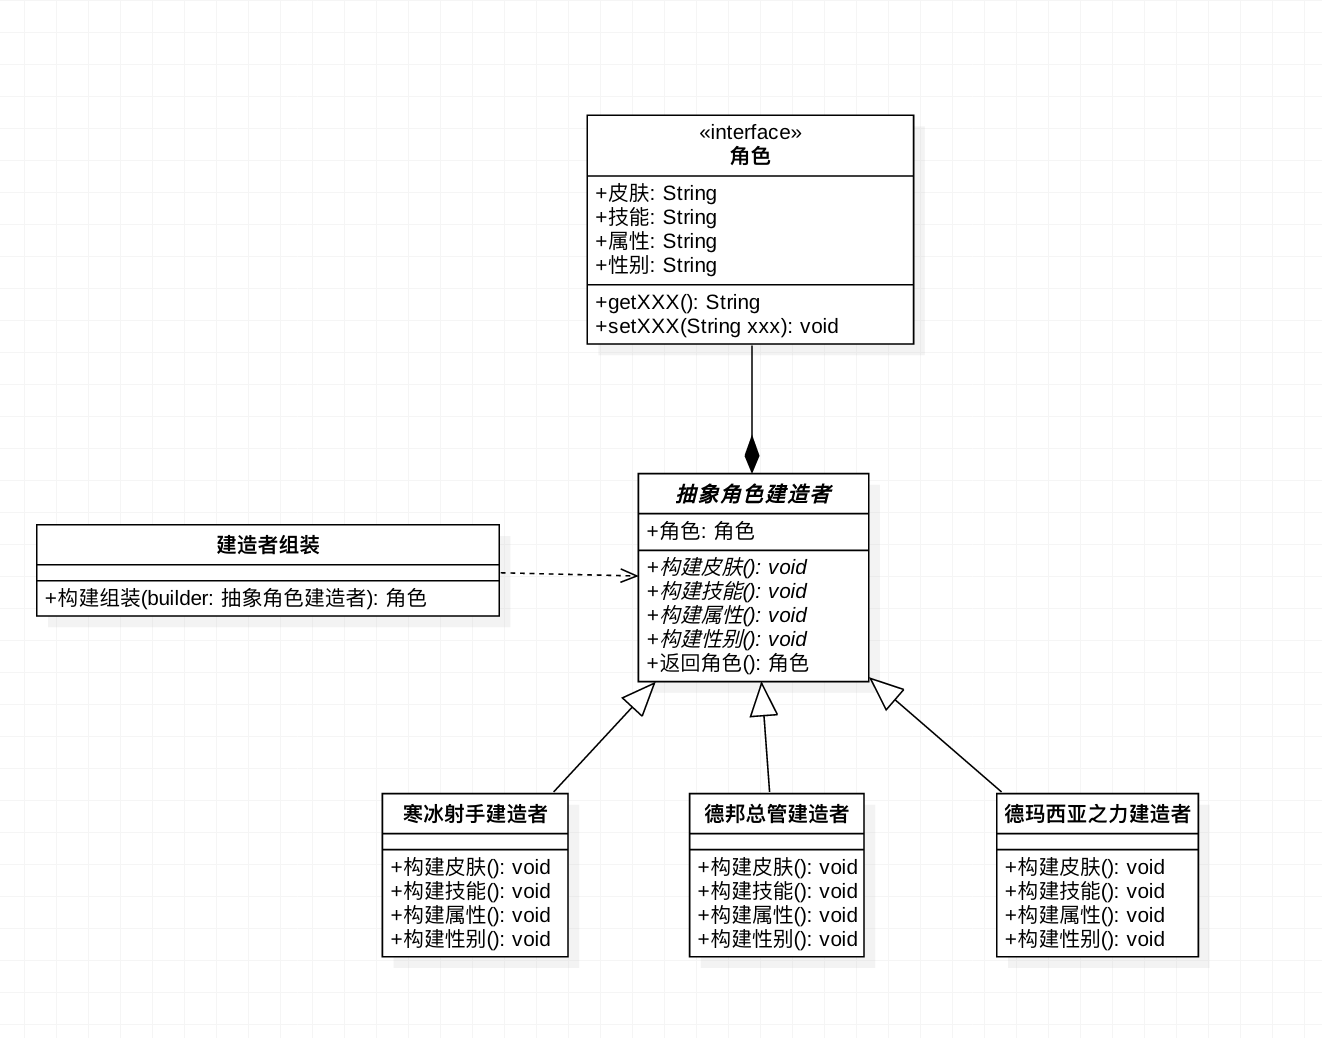 «interface»
角色
+皮肤: String
+技能: String
+属性: String
+性别: String
+getXXX(): String
+setXXX(String xxx): void
抽象角色建造者
+角色: 角色
+构建皮肤(): void
+构建技能(): void
+构建属性(): void
+构建性别(): void
+返回角色(): 角色
建造者组装
+构建组装(builder: 抽象角色建造者): 角色
寒冰射手建造者
+构建皮肤(): void
+构建技能(): void
+构建属性(): void
+构建性别(): void
德邦总管建造者
+构建皮肤(): void
+构建技能(): void
+构建属性(): void
+构建性别(): void
德玛西亚之力建造者
+构建皮肤(): void
+构建技能(): void
+构建属性(): void
+构建性别(): void